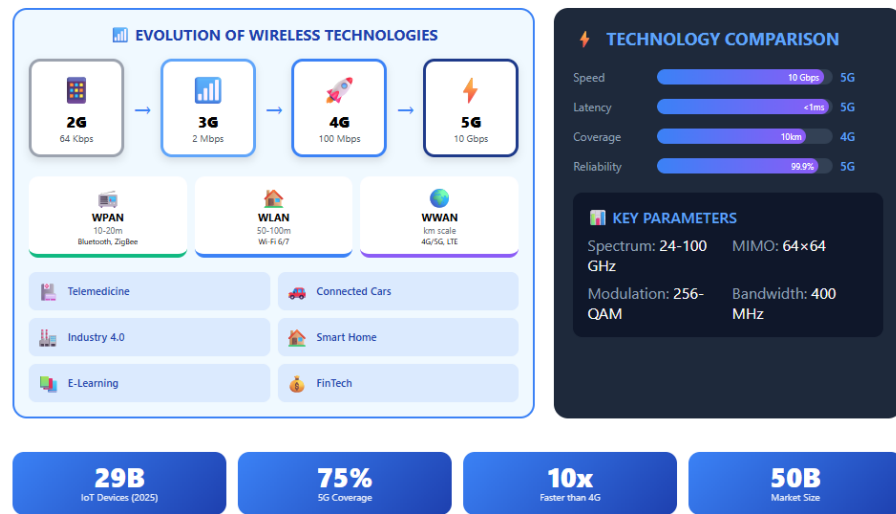 EVOLUTION OF WIRELESS TECHNOLOGIES
2G
64 Kbps
→
3G
2 Mbps
→
4G
100 Mbps
→
5G
10 Gbps
WPAN
10-20m
Bluetooth, ZigBee
WLAN
50-100m
Wi-Fi 6/7
WWAN
km scale
4G/5G, LTE
Telemedicine
Connected Cars
Industry 4.0
Smart Home
E-Learning
FinTech
TECHNOLOGY COMPARISON
Speed 10 Gbps 5G
Latency <1ms 5G
Coverage 10km 4G
Reliability 99.9% 5G
KEY PARAMETERS
Spectrum: 24-100
GHz
MIMO: 64×64
Modulation: 256-
QAM
Bandwidth: 400
MHz
29B
IoT Devices (2025)
75%
5G Coverage
10x
Faster than 4G
50B
Market Size